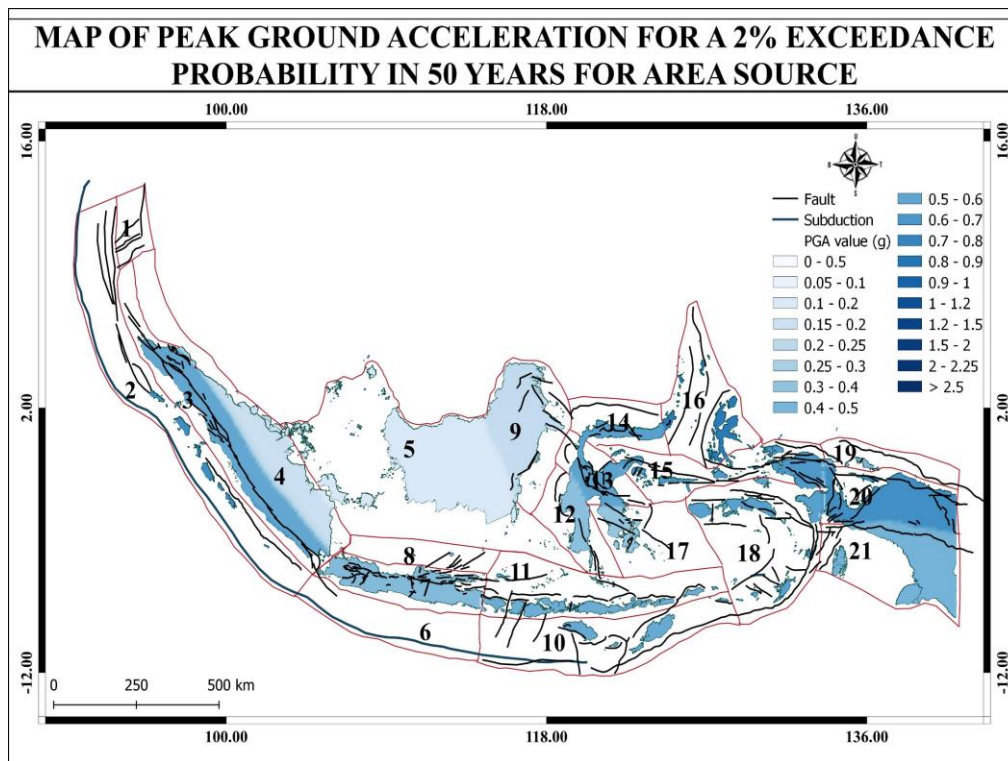 MAP OF PEAK GROUND ACCELERATION FOR A 2% EXCEEDANCE
PROBABILITY IN 50 YEARS FOR AREA SOURCE
100.00 118.00 136.00
16.00 16.00
Fault
Subduction
PGA value (g)
0 - 0.5
0.05 - 0.1
0.1 - 0.2
0.15 - 0.2
0.2 - 0.25
0.25 - 0.3
0.3 - 0.4
0.4 - 0.5
0.5 - 0.6
0.6 - 0.7
0.7 - 0.8
0.8 - 0.9
0.9 - 1
1 - 1.2
1.2 - 1.5
1.5 - 2
2 - 2.25
> 2.5
1
2.00 2.00
2
3
4
5
9
14
16
13
15
12
17
18
19
20
21
8
11
7
7
6
10
-12.00 -12.00
0 250 500 km
100.00 118.00 136.00